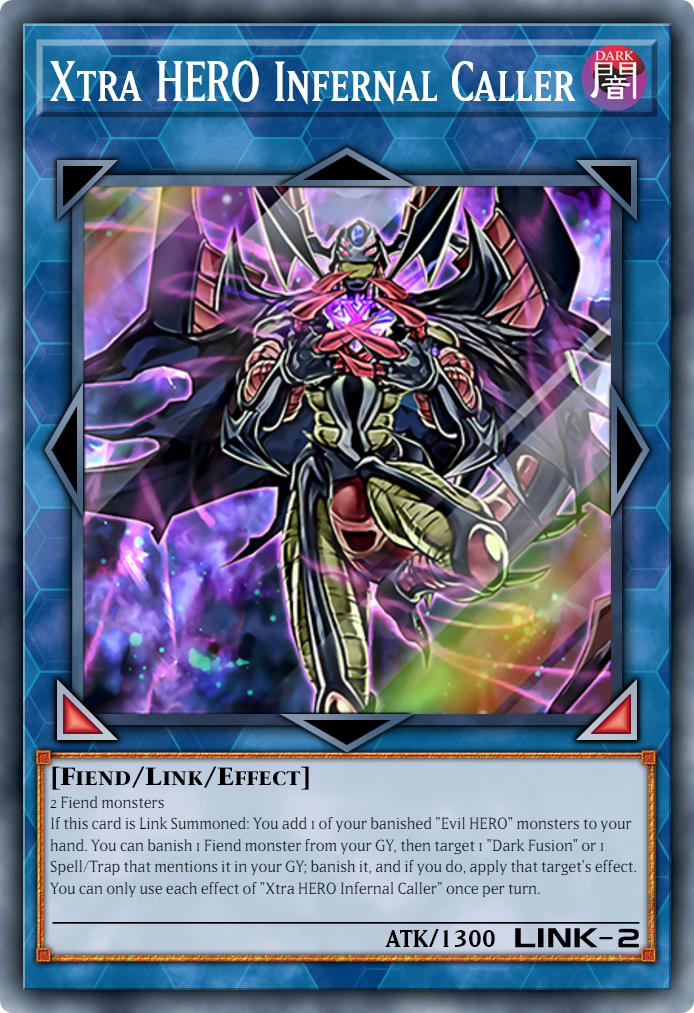 Xtra HERO Infernal Caller
DARK
闇
[Fiend/Link/Effect]
2 Fiend monsters
If this card is Link Summoned: You add 1 of your banished "Evil HERO" monsters to your
hand. You can banish 1 Fiend monster from your GY, then target 1 "Dark Fusion" or 1
Spell/Trap that mentions it in your GY; banish it, and if you do, apply that target's effect.
You can only use each effect of "Xtra HERO Infernal Caller" once per turn.
ATK/1300 LINK-2